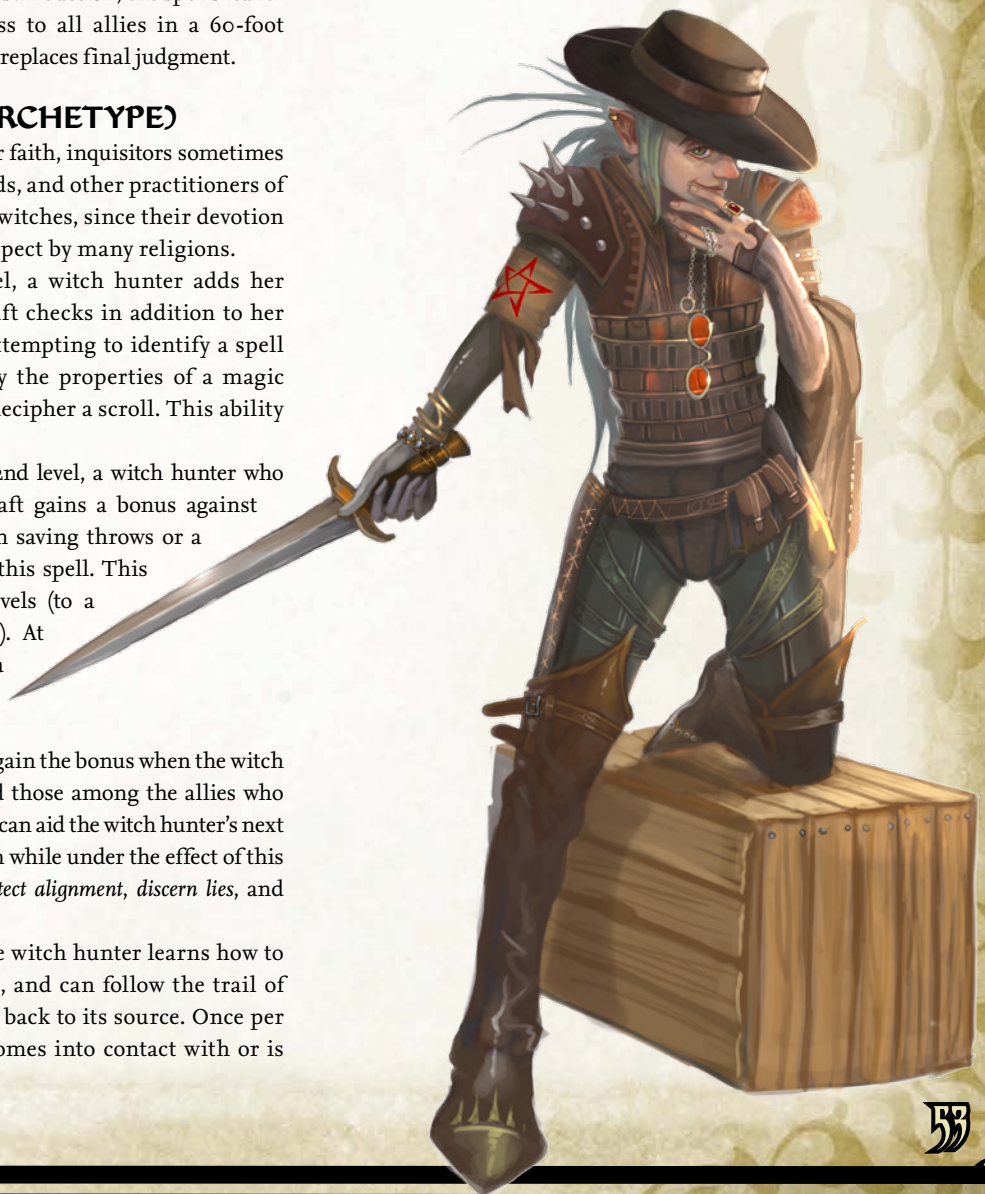 ss to all allies in a 60-foot
replaces final judgment.
RCHETYPE)
r faith, inquisitors sometimes
ds, and other practitioners of
witches, since their devotion
spect by many religions.
el, a witch hunter adds her
aft checks in addition to her
ttempting to identify a spell
y the properties of a magic
decipher a scroll. This ability
2nd level, a witch hunter who
aft gains a bonus against
n saving throws or a
this spell. This
vels (to a
). At
gain the bonus when the witch
d those among the allies who
can aid the witch hunter's next
n while under the effect of this
tect alignment, discern lies, and
e witch hunter learns how to
, and can follow the trail of
back to its source. Once per
omes into contact with or is
53